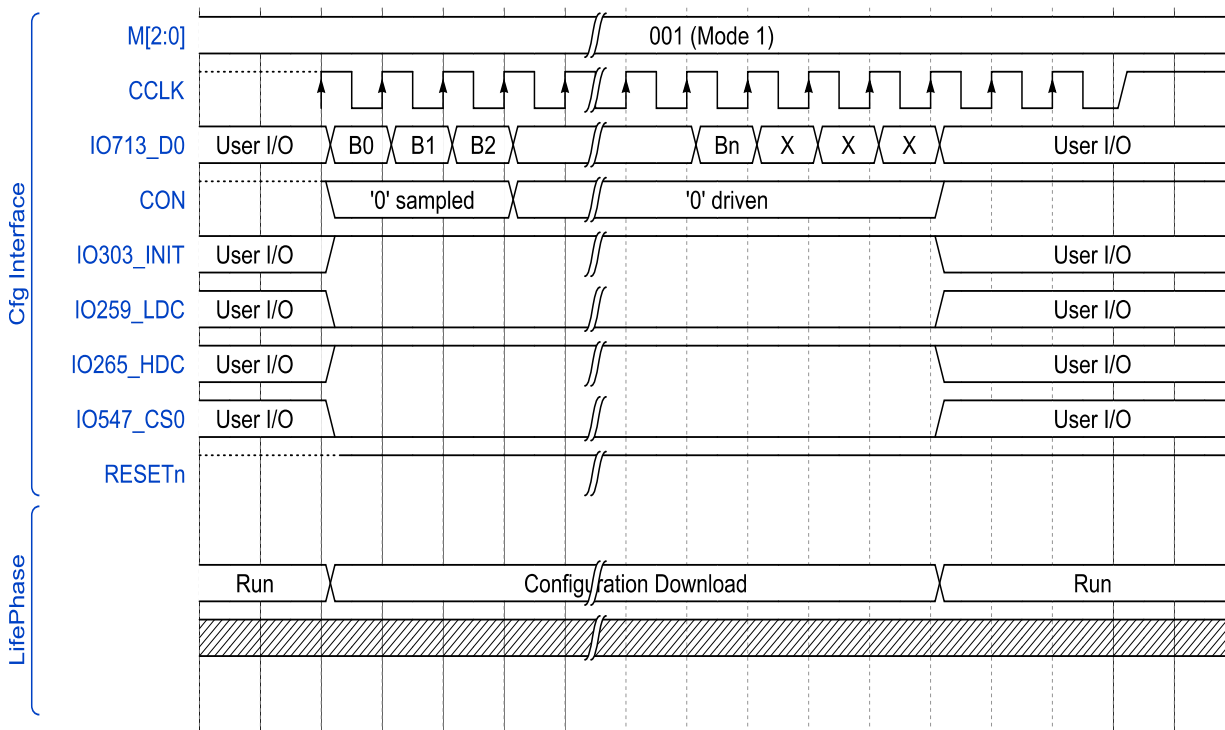 M[2:0] 001 (Mode 1)
CCLK
IO713_D0 User I/O B0 B1 B2 Bn X X X User I/O
CON '0' sampled '0' driven
IO303_INIT User I/O User I/O
IO259_LDC User I/O User I/O
IO265_HDC User I/O User I/O
IO547_CS0 User I/O User I/O
RESETn
Cfg Interface
Run Configuration Download Run
LifePhase